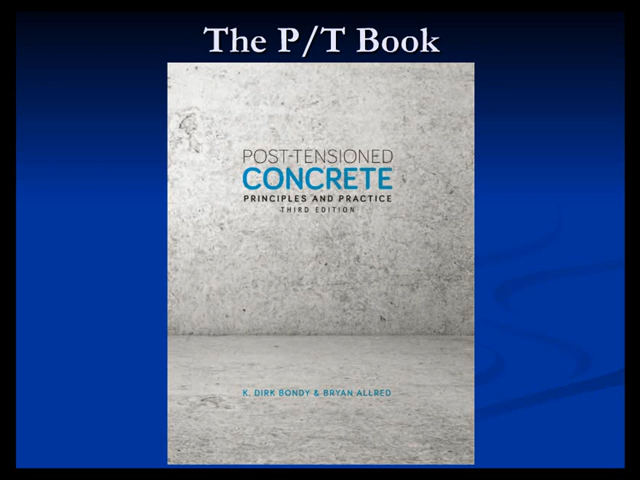 The P/T Book
POST-TENSIONED
CONCRETE
PRINCIPLES AND PRACTICE
THIRD EDITION
K. DIRK BONDY & BRYAN ALLRED